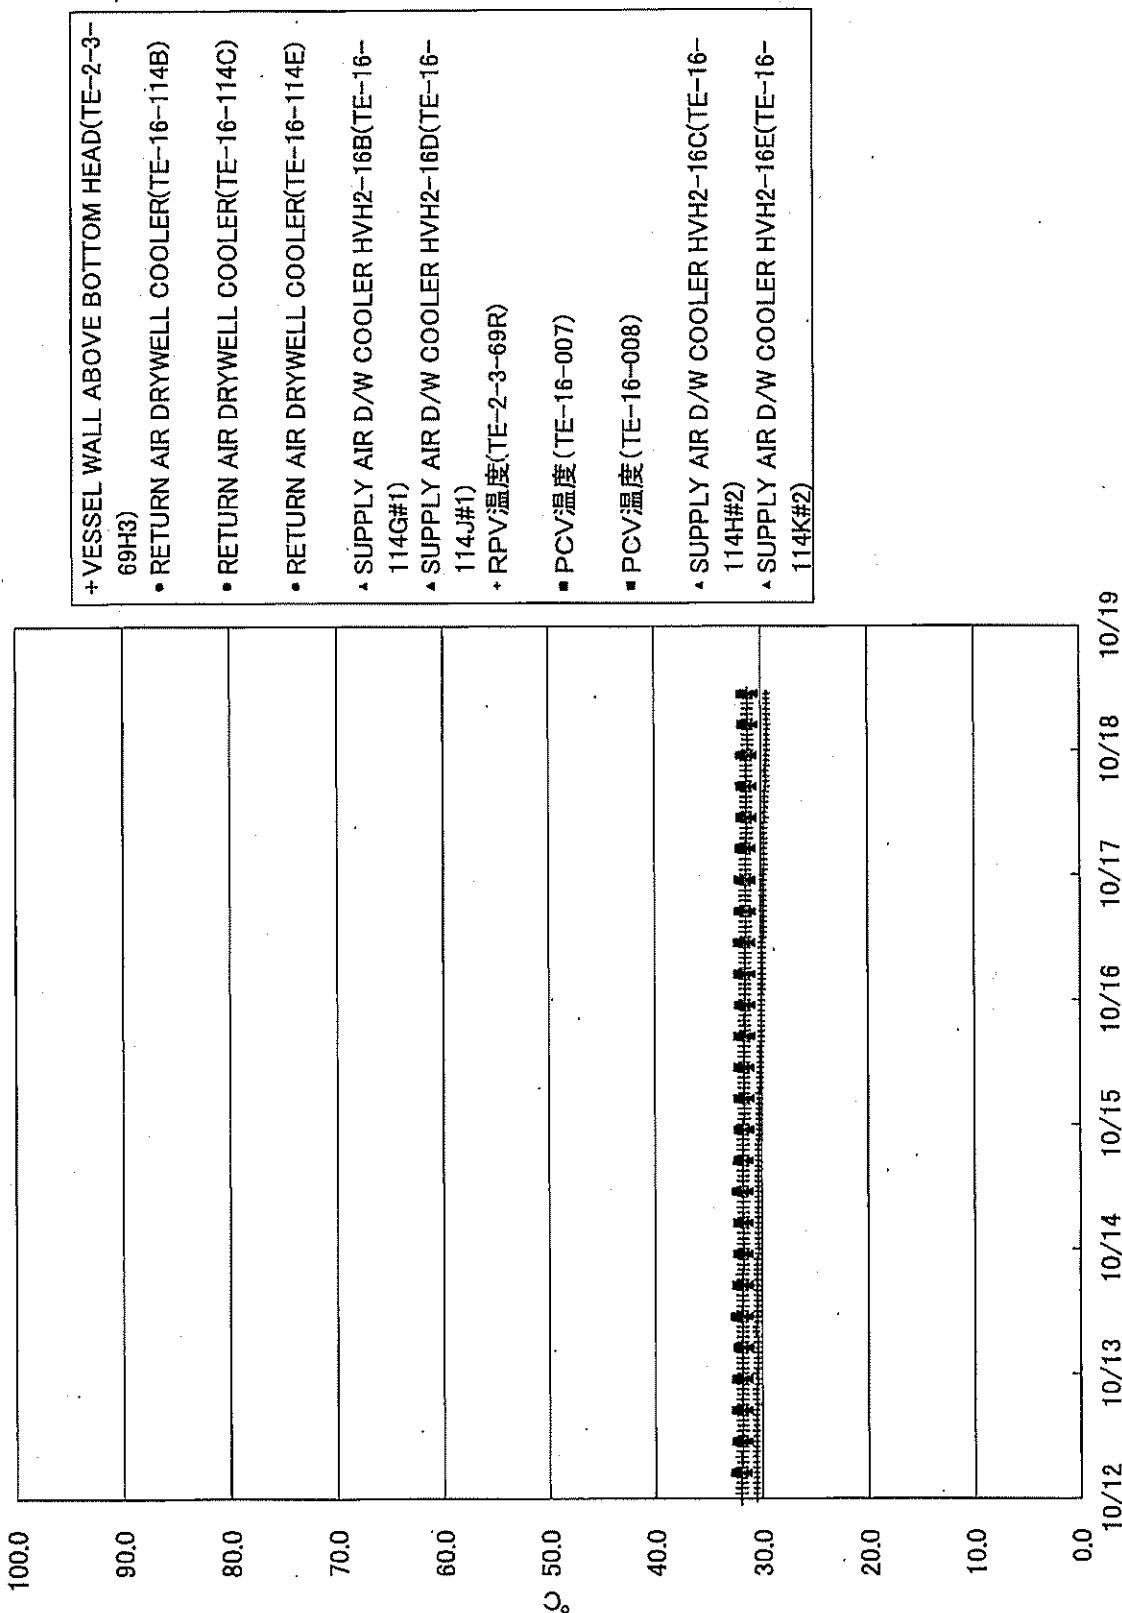 + VESSEL WALL ABOVE BOTTOM HEAD(TE-2-3-
69H3)
• RETURN AIR DRYWELL COOLER(TE-16-114B)
• RETURN AIR DRYWELL COOLER(TE-16-114C)
• RETURN AIR DRYWELL COOLER(TE-16-114E)
▲ SUPPLY AIR D/W COOLER HVH2-16B(TE-16-
114G#1)
▲ SUPPLY AIR D/W COOLER HVH2-16D(TE-16-
114J#1)
+ RPV温度(TE-2-3-69R)
■ PCV温度(TE-16-007)
■ PCV温度(TE-16-008)
▲ SUPPLY AIR D/W COOLER HVH2-16C(TE-16-
114H#2)
▲ SUPPLY AIR D/W COOLER HVH2-16E(TE-16-
114K#2)
100.0
90.0
80.0
70.0
60.0
50.0
40.0
30.0
20.0
10.0
0.0
℃
10/12 10/13 10/14 10/15 10/16 10/17 10/18 10/19